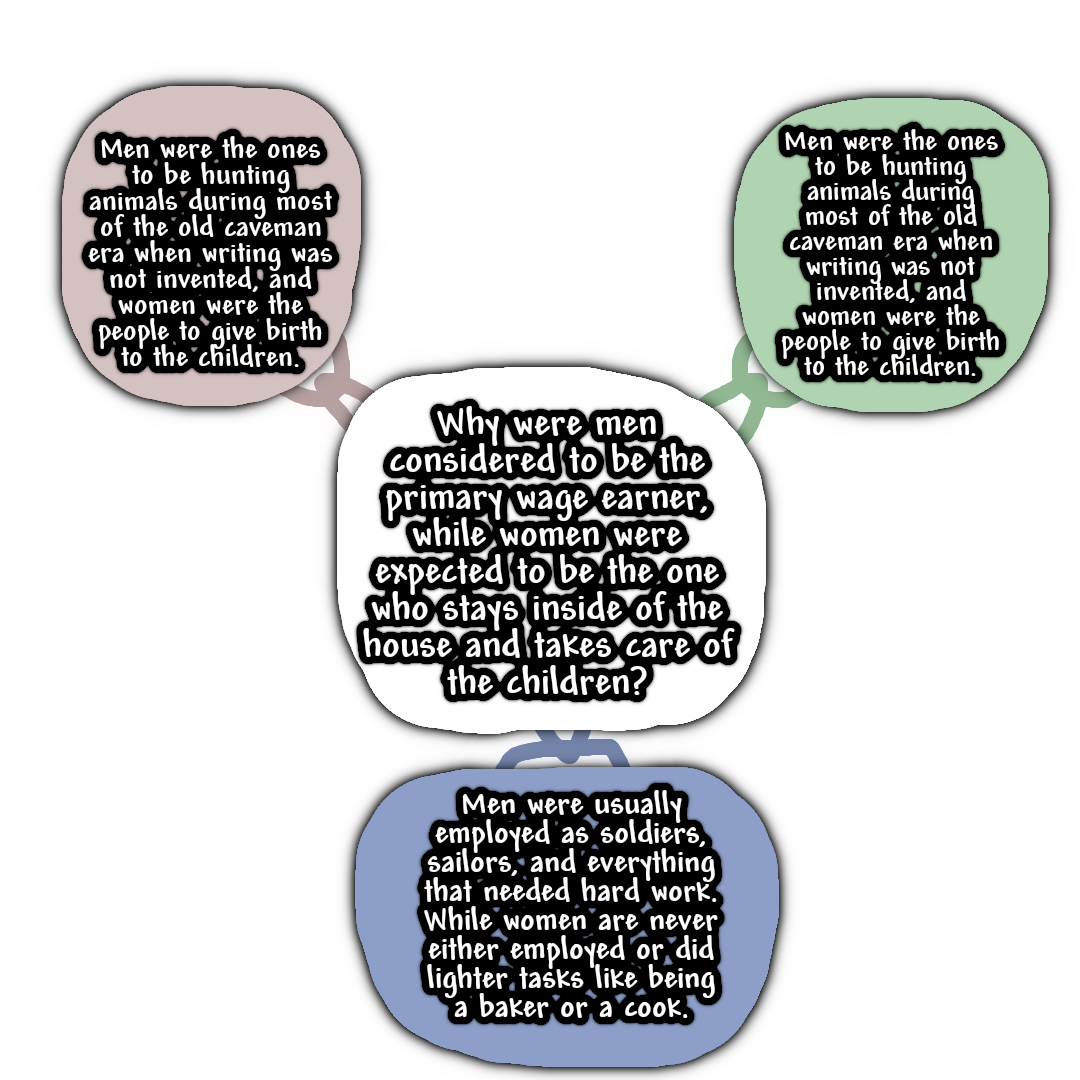 Men were the ones
to be hunting
animals during most
of the old caveman
era when writing was
not invented, and
women were the
people to give birth
to the children.
Men were the ones
to be hunting
animals during
most of the old
caveman era when
writing was not
invented, and
women were the
people to give birth
to the children.
Why were men
considered to be the
primary wage earner,
while women were
expected to be the one
who stays inside of the
house and takes care of
the children?
Men were usually
employed as soldiers,
sailors, and everything
that needed hard work.
While women are never
either employed or did
lighter tasks like being
a baker or a cook.